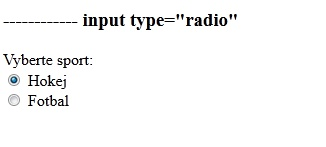 ------------ input type="radio"
Vyberte sport:
Hokej
Fotbal